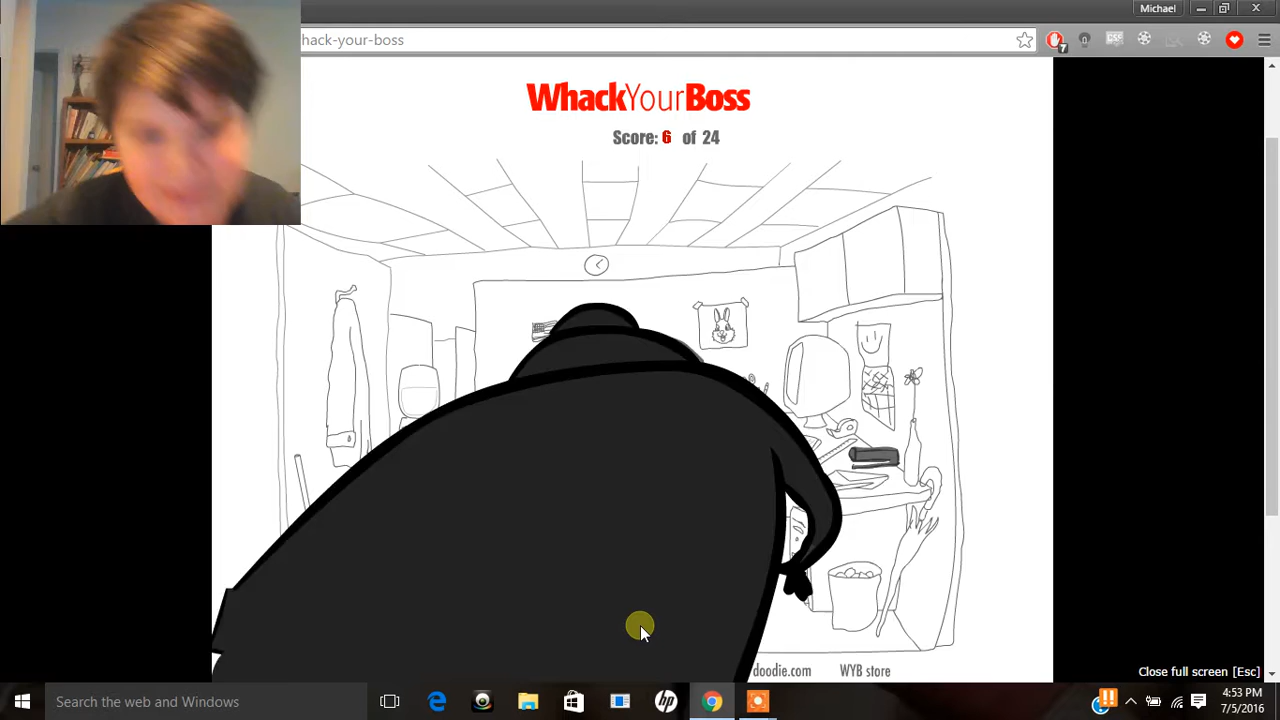 Michael
hack-your-boss
7
WhackYourBoss
Score: 6 of 24
doodie.com WYB store
Close full screen [Esc]
Search the web and Windows
4:53 PM
7/5/2016